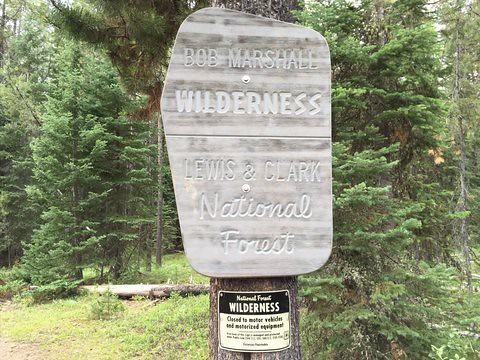 BOB MARSHALL
WILDERNESS
LEWIS & CLARK
National
Forest
National Forest
WILDERNESS
Closed to motor vehicles
and motorized equipment